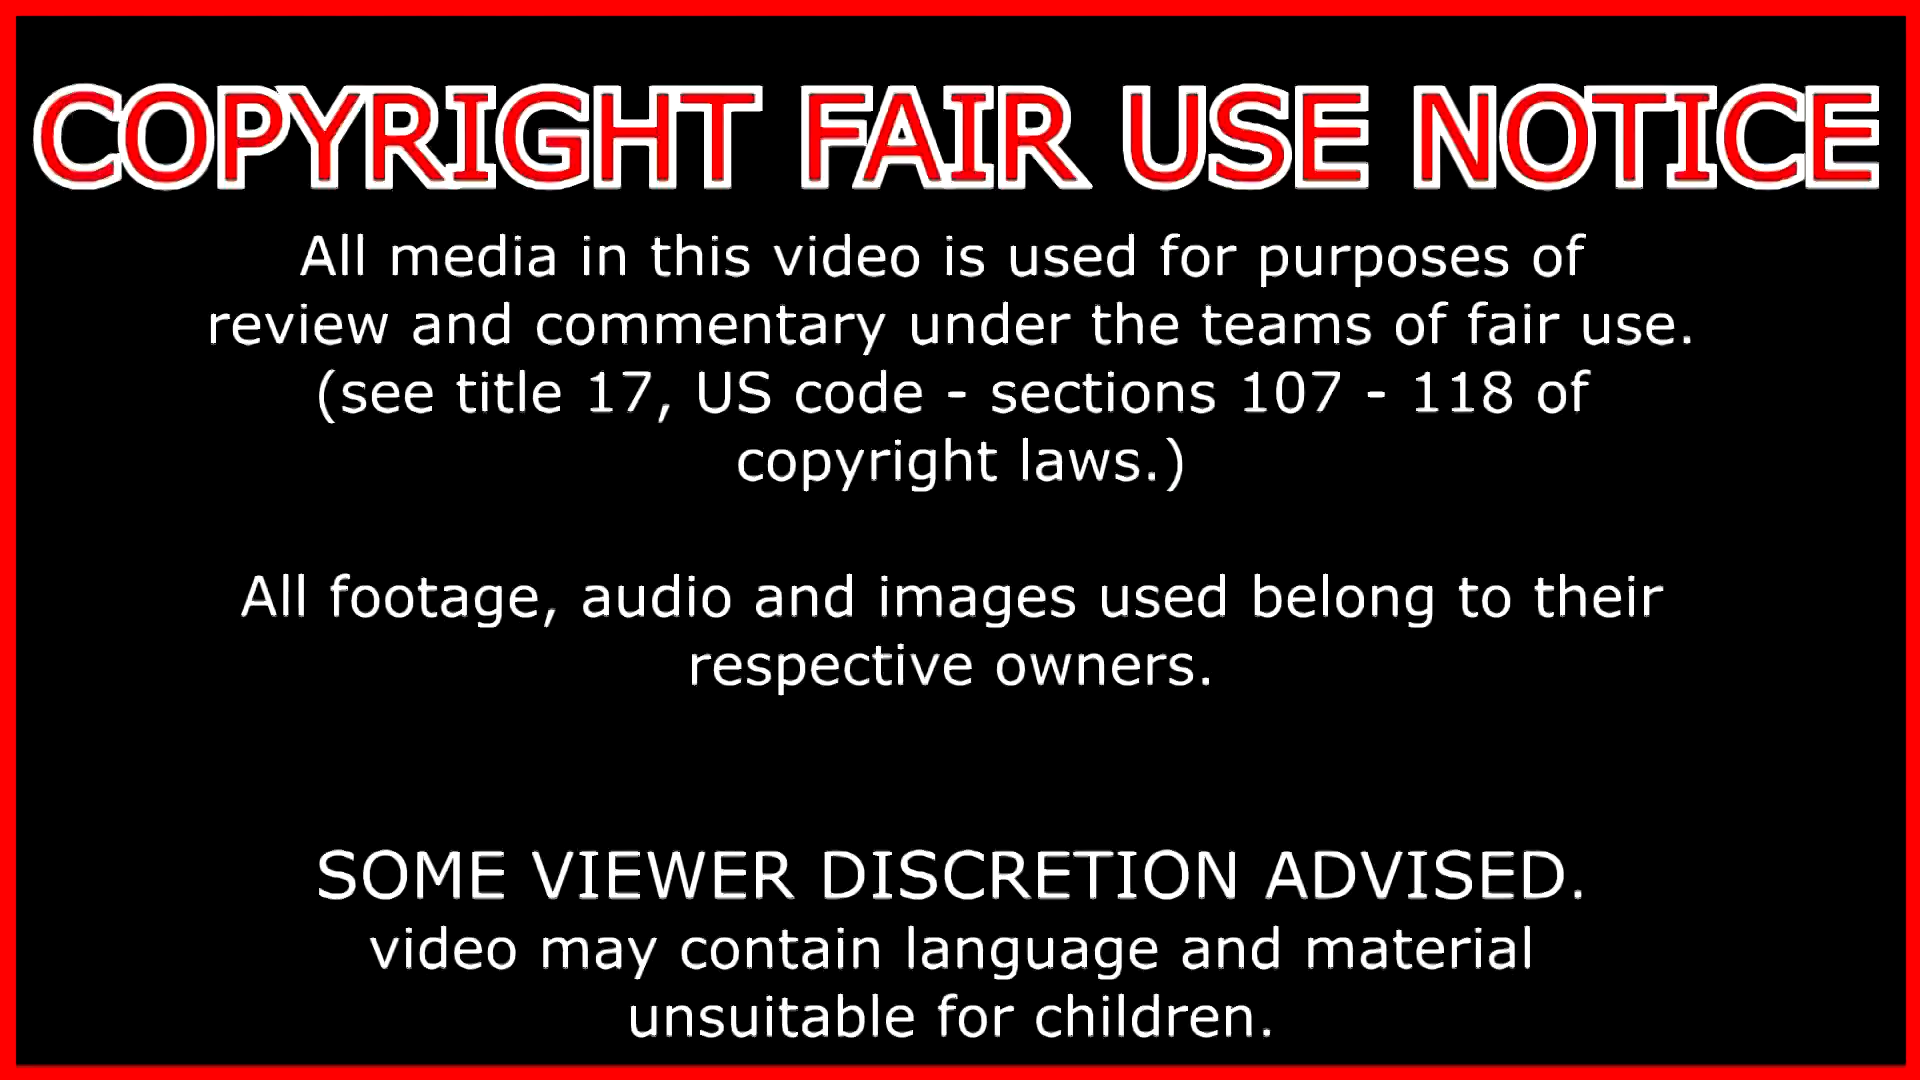 COPYRIGHT FAIR USE NOTICE
All media in this video is used for purposes of
review and commentary under the teams of fair use.
(see title 17, US code - sections 107 - 118 of
copyright laws.)
All footage, audio and images used belong to their
respective owners.
SOME VIEWER DISCRETION ADVISED.
video may contain language and material
unsuitable for children.